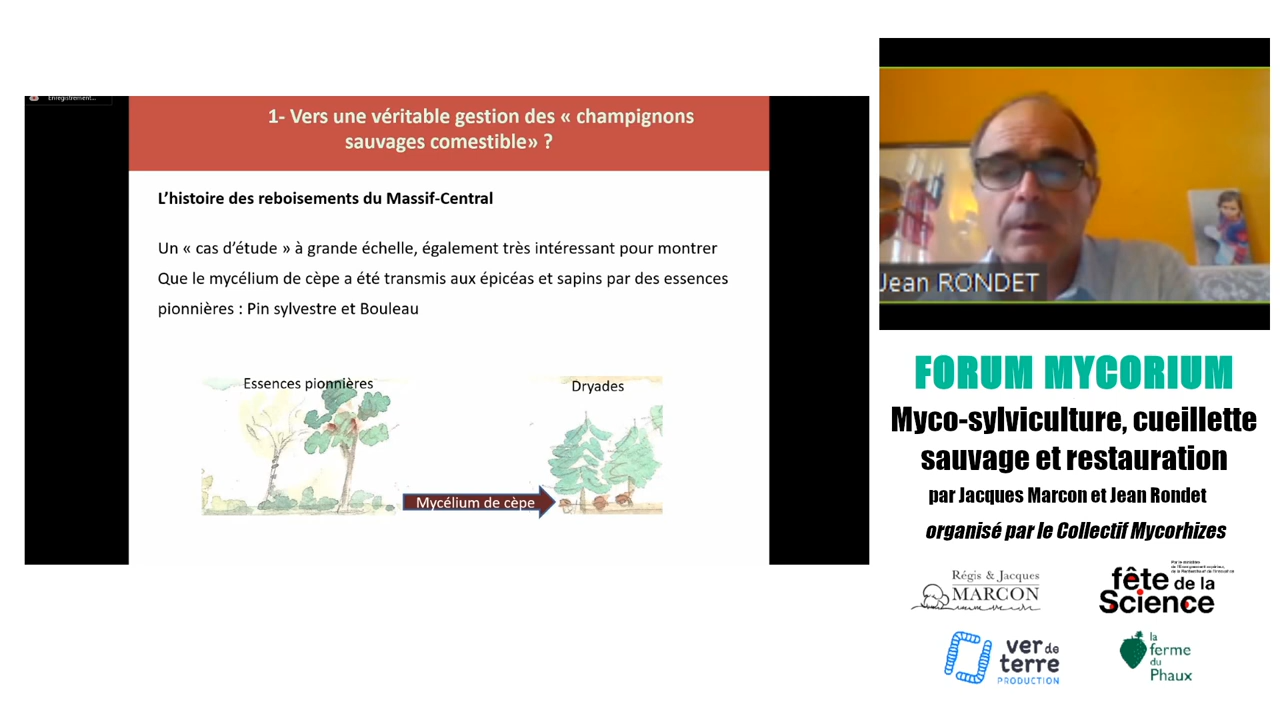 Enregistrement...
1- Vers une véritable gestion des « champignons
sauvages comestible» ?
L'histoire des reboisements du Massif-Central
Un « cas d'étude » à grande échelle, également très intéressant pour montrer
Que le mycélium de cèpe a été transmis aux épicéas et sapins par des essences
pionnières : Pin sylvestre et Bouleau
Essences pionnières
Dryades
Mycélium de cèpe
Jean RONDET
FORUM MYCORIUM
Myco-sylviculture, cueillette
sauvage et restauration
par Jacques Marcon et Jean Rondet
organisé par le Collectif Mycorhizes
Régis & Jacques
MARCON
fête de la
Science
ver de
terre
PRODUCTION
la
ferme
du
Phaux